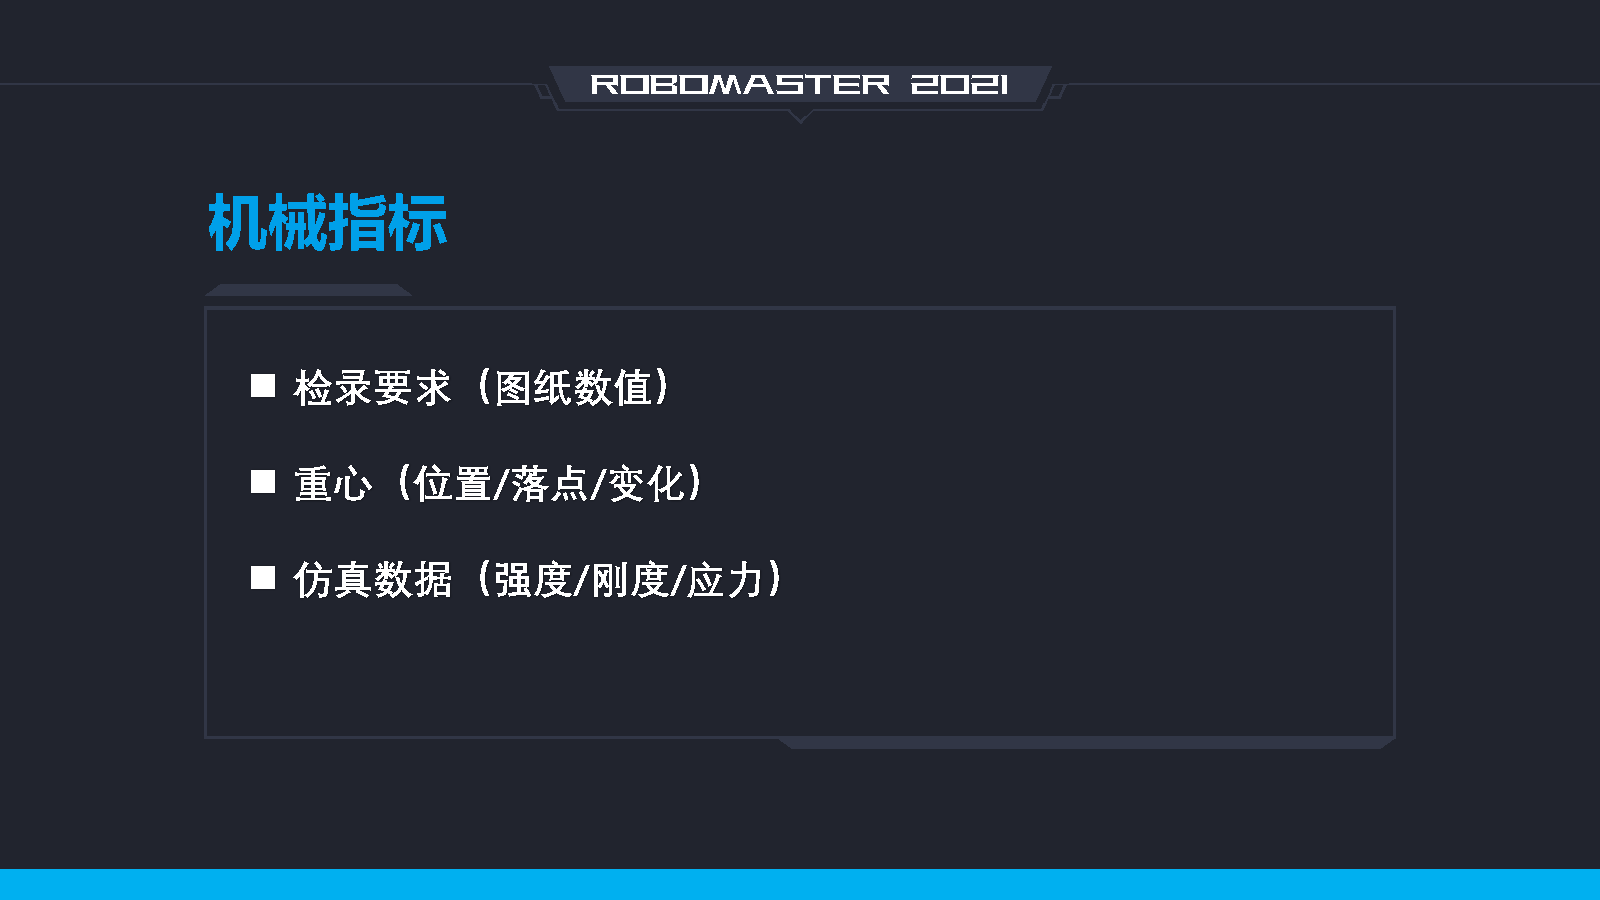 ROBOMASTER 2021
机械指标
■ 检录要求（图纸数值）
■ 重心（位置/落点/变化）
■ 仿真数据（强度/刚度/应力）